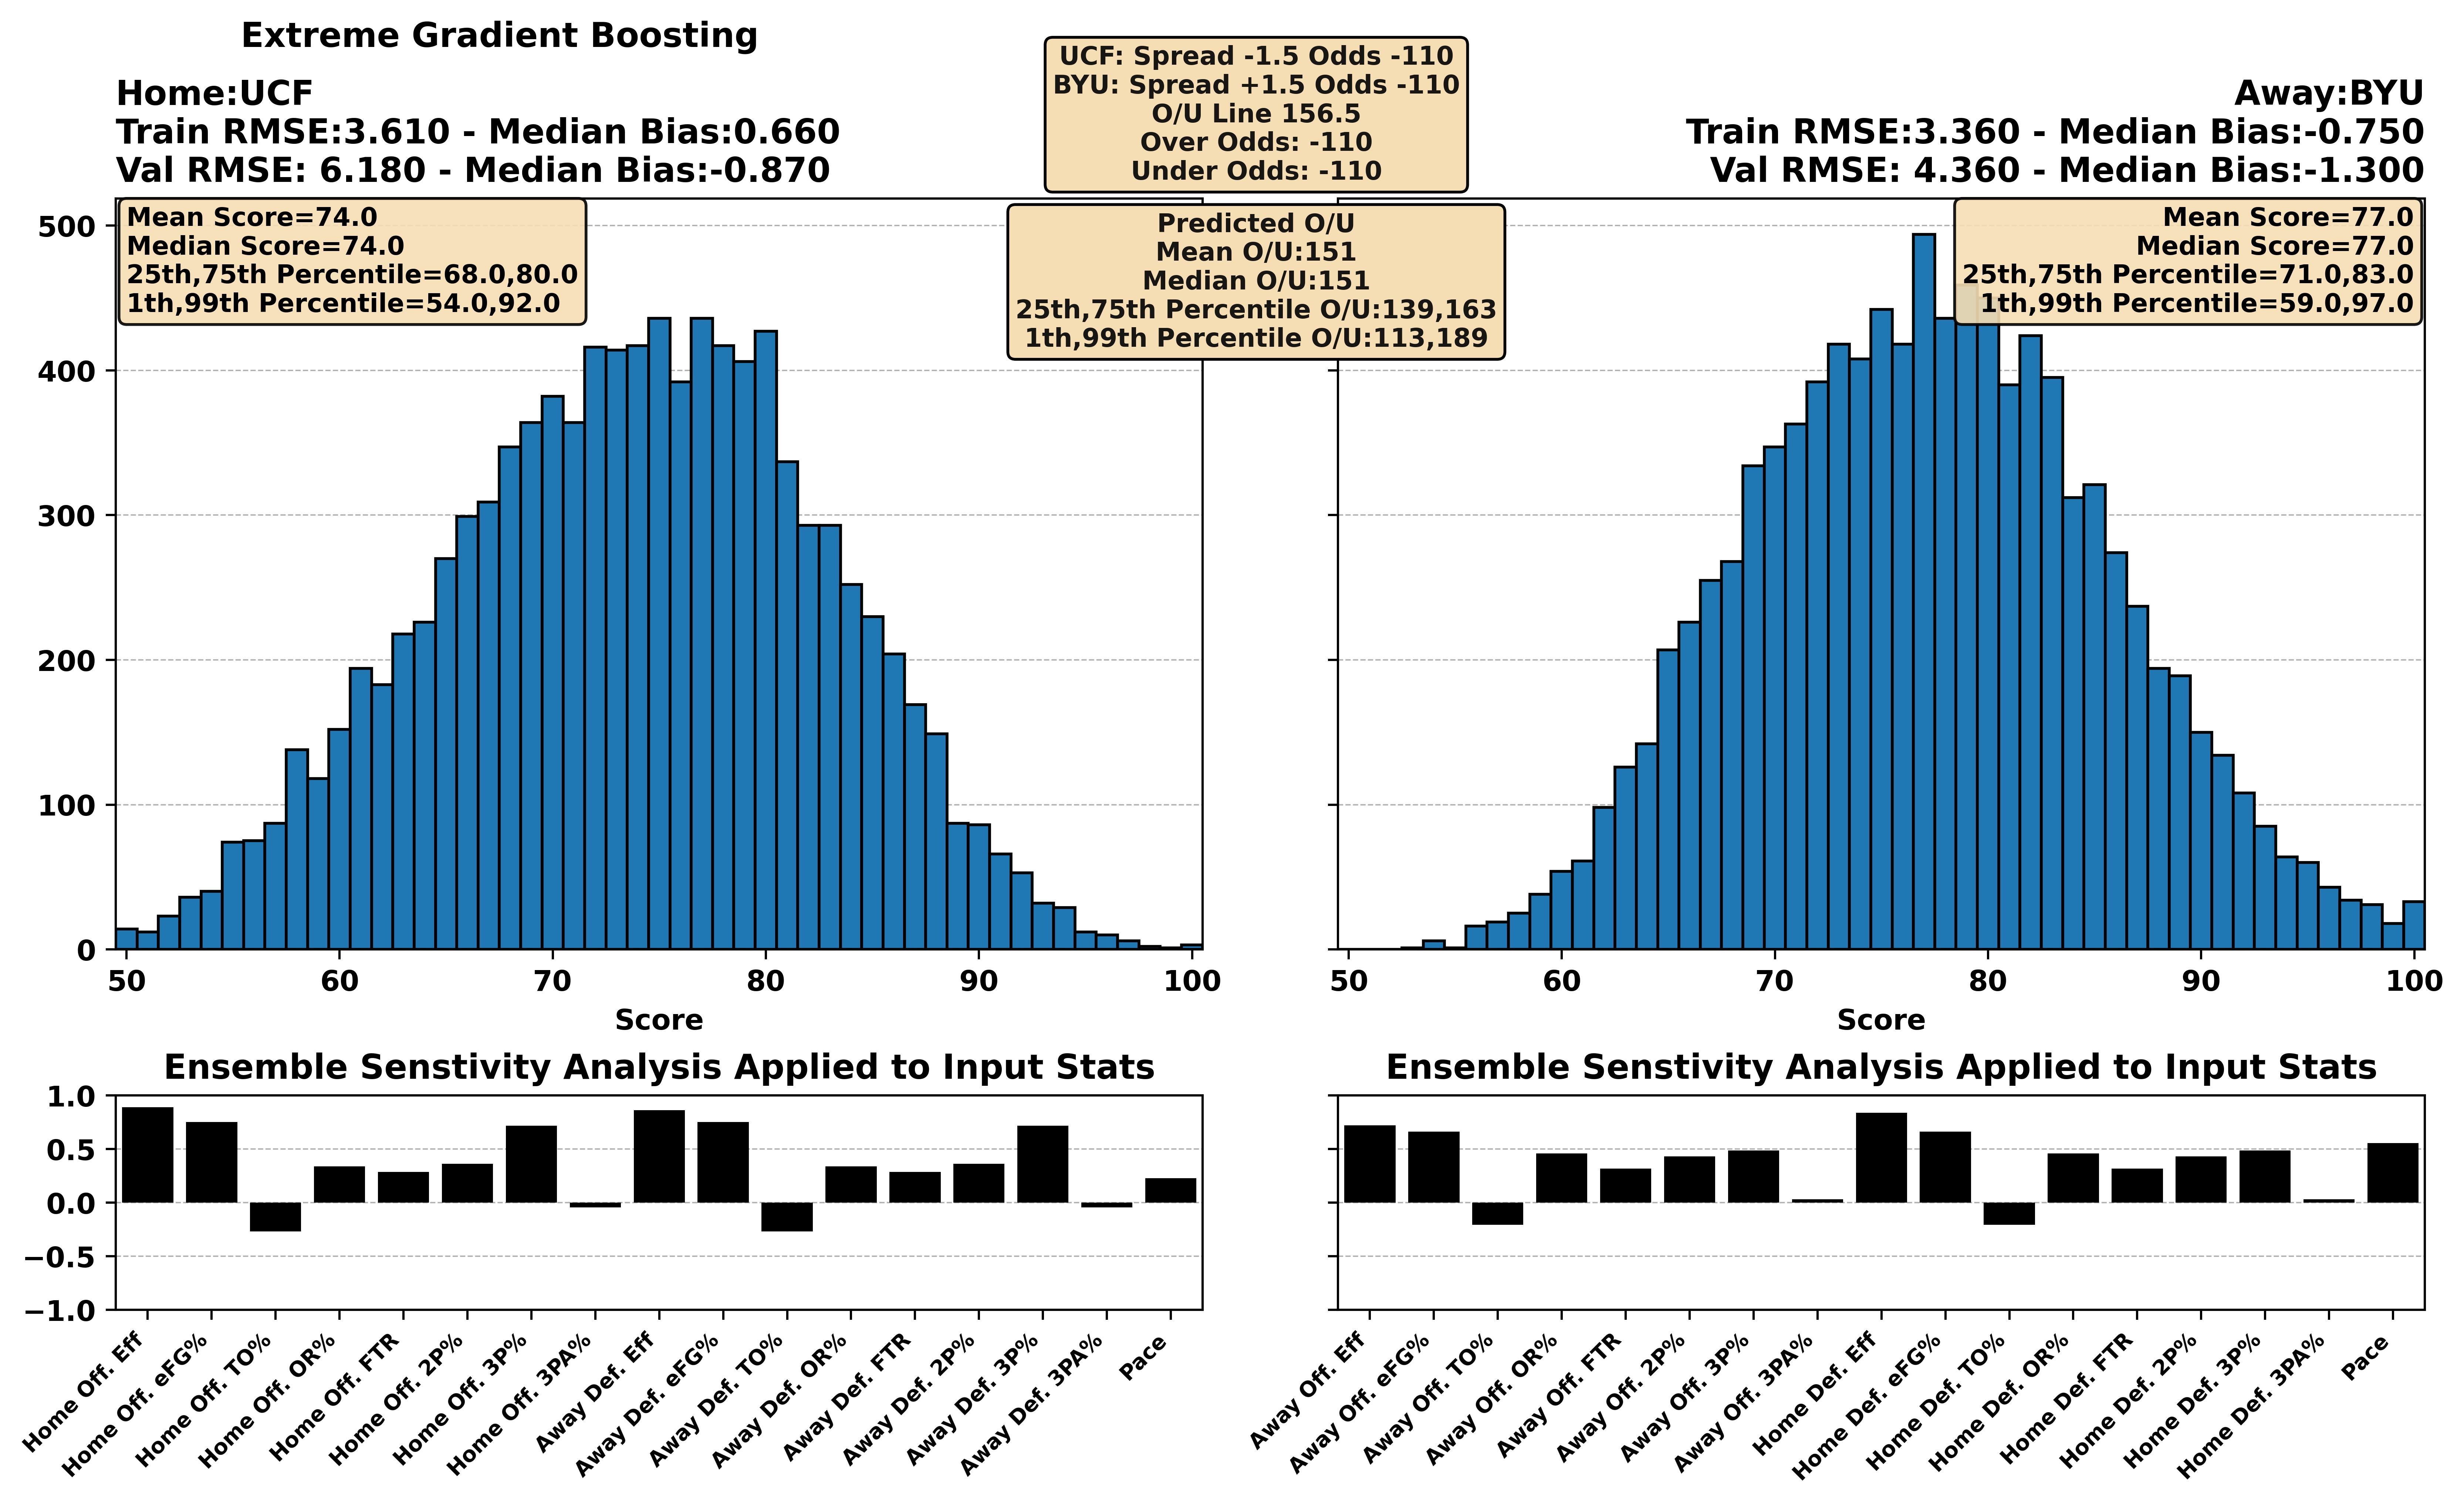 Extreme Gradient Boosting
Home:UCF
Train RMSE:3.610 - Median Bias:0.660
Val RMSE: 6.180 - Median Bias:-0.870
UCF: Spread -1.5 Odds -110
BYU: Spread +1.5 Odds -110
O/U Line 156.5
Over Odds: -110
Under Odds: -110
Away:BYU
Train RMSE:3.360 - Median Bias:-0.750
Val RMSE: 4.360 - Median Bias:-1.300
Mean Score=74.0
Median Score=74.0
25th,75th Percentile=68.0,80.0
1th,99th Percentile=54.0,92.0
Predicted O/U
Mean O/U:151
Median O/U:151
25th,75th Percentile O/U:139,163
1th,99th Percentile O/U:113,189
Mean Score=77.0
Median Score=77.0
25th,75th Percentile=71.0,83.0
1th,99th Percentile=59.0,97.0
500
400
300
200
100
0
50 60 70 80 90 100
Score
50 60 70 80 90 100
Score
Ensemble Senstivity Analysis Applied to Input Stats
1.0
0.5
0.0
−0.5
−1.0
Home Off. Eff
Home Off. eFG%
Home Off. TO%
Home Off. OR%
Home Off. FTR
Home Off. 2P%
Home Off. 3P%
Home Off. 3PA%
Away Def. Eff
Away Def. eFG%
Away Def. TO%
Away Def. OR%
Away Def. FTR
Away Def. 2P%
Away Def. 3P%
Away Def. 3PA%
Pace
Ensemble Senstivity Analysis Applied to Input Stats
Away Off. Eff
Away Off. eFG%
Away Off. TO%
Away Off. OR%
Away Off. FTR
Away Off. 2P%
Away Off. 3P%
Away Off. 3PA%
Home Def. Eff
Home Def. eFG%
Home Def. TO%
Home Def. OR%
Home Def. FTR
Home Def. 2P%
Home Def. 3P%
Home Def. 3PA%
Pace